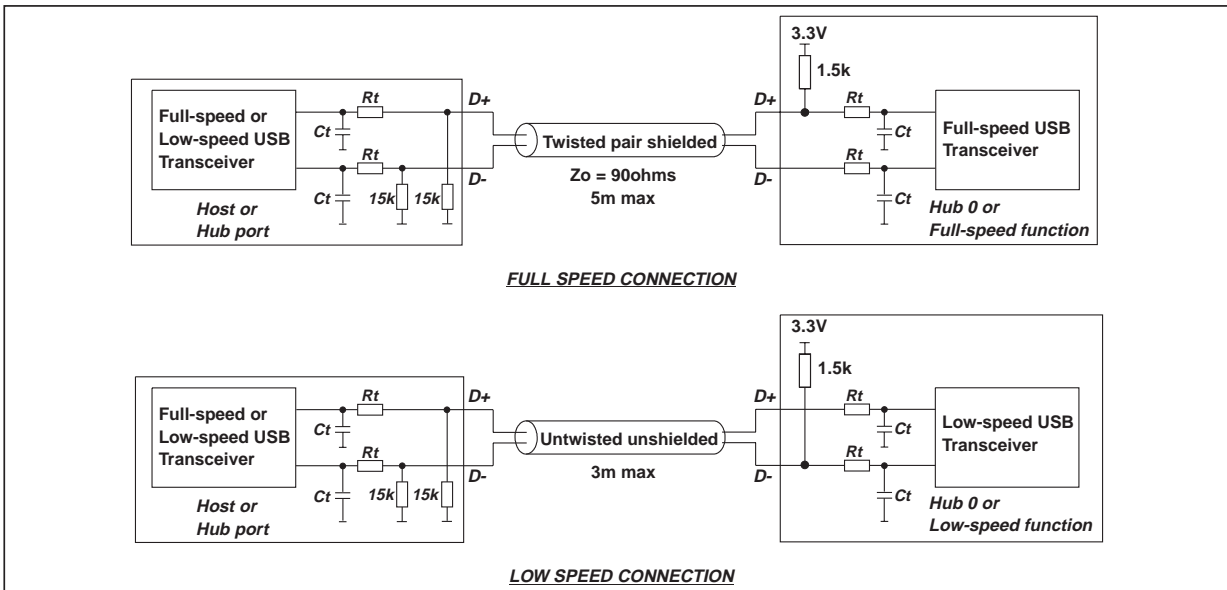 3.3V
1.5k
Rt
D+
D+
Rt
Full-speed or
Low-speed USB
Transceiver
Ct
Twisted pair shielded
Ct
Full-speed USB
Transceiver
Rt
D-
D-
Rt
Zo = 90ohms
5m max
Ct
15k
15k
Ct
Host or
Hub port
Hub 0 or
Full-speed function
FULL SPEED CONNECTION
3.3V
1.5k
Rt
D+
D+
Rt
Full-speed or
Low-speed USB
Transceiver
Ct
Untwisted unshielded
Ct
Low-speed USB
Transceiver
Rt
D-
D-
Rt
3m max
Ct
15k
15k
Ct
Host or
Hub port
Hub 0 or
Low-speed function
LOW SPEED CONNECTION